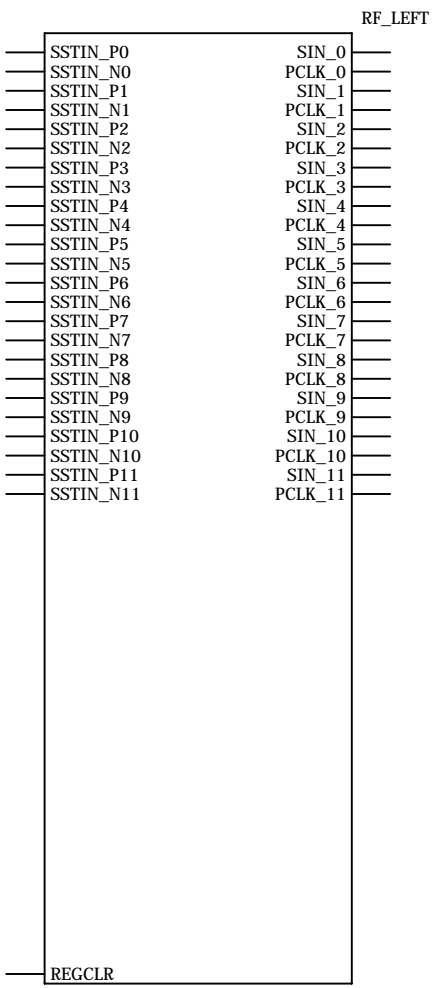 RF_LEFT
SSTIN_P0 SIN_0
SSTIN_N0 PCLK_0
SSTIN_P1 SIN_1
SSTIN_N1 PCLK_1
SSTIN_P2 SIN_2
SSTIN_N2 PCLK_2
SSTIN_P3 SIN_3
SSTIN_N3 PCLK_3
SSTIN_P4 SIN_4
SSTIN_N4 PCLK_4
SSTIN_P5 SIN_5
SSTIN_N5 PCLK_5
SSTIN_P6 SIN_6
SSTIN_N6 PCLK_6
SSTIN_P7 SIN_7
SSTIN_N7 PCLK_7
SSTIN_P8 SIN_8
SSTIN_N8 PCLK_8
SSTIN_P9 SIN_9
SSTIN_N9 PCLK_9
SSTIN_P10 SIN_10
SSTIN_N10 PCLK_10
SSTIN_P11 SIN_11
SSTIN_N11 PCLK_11
REGCLR